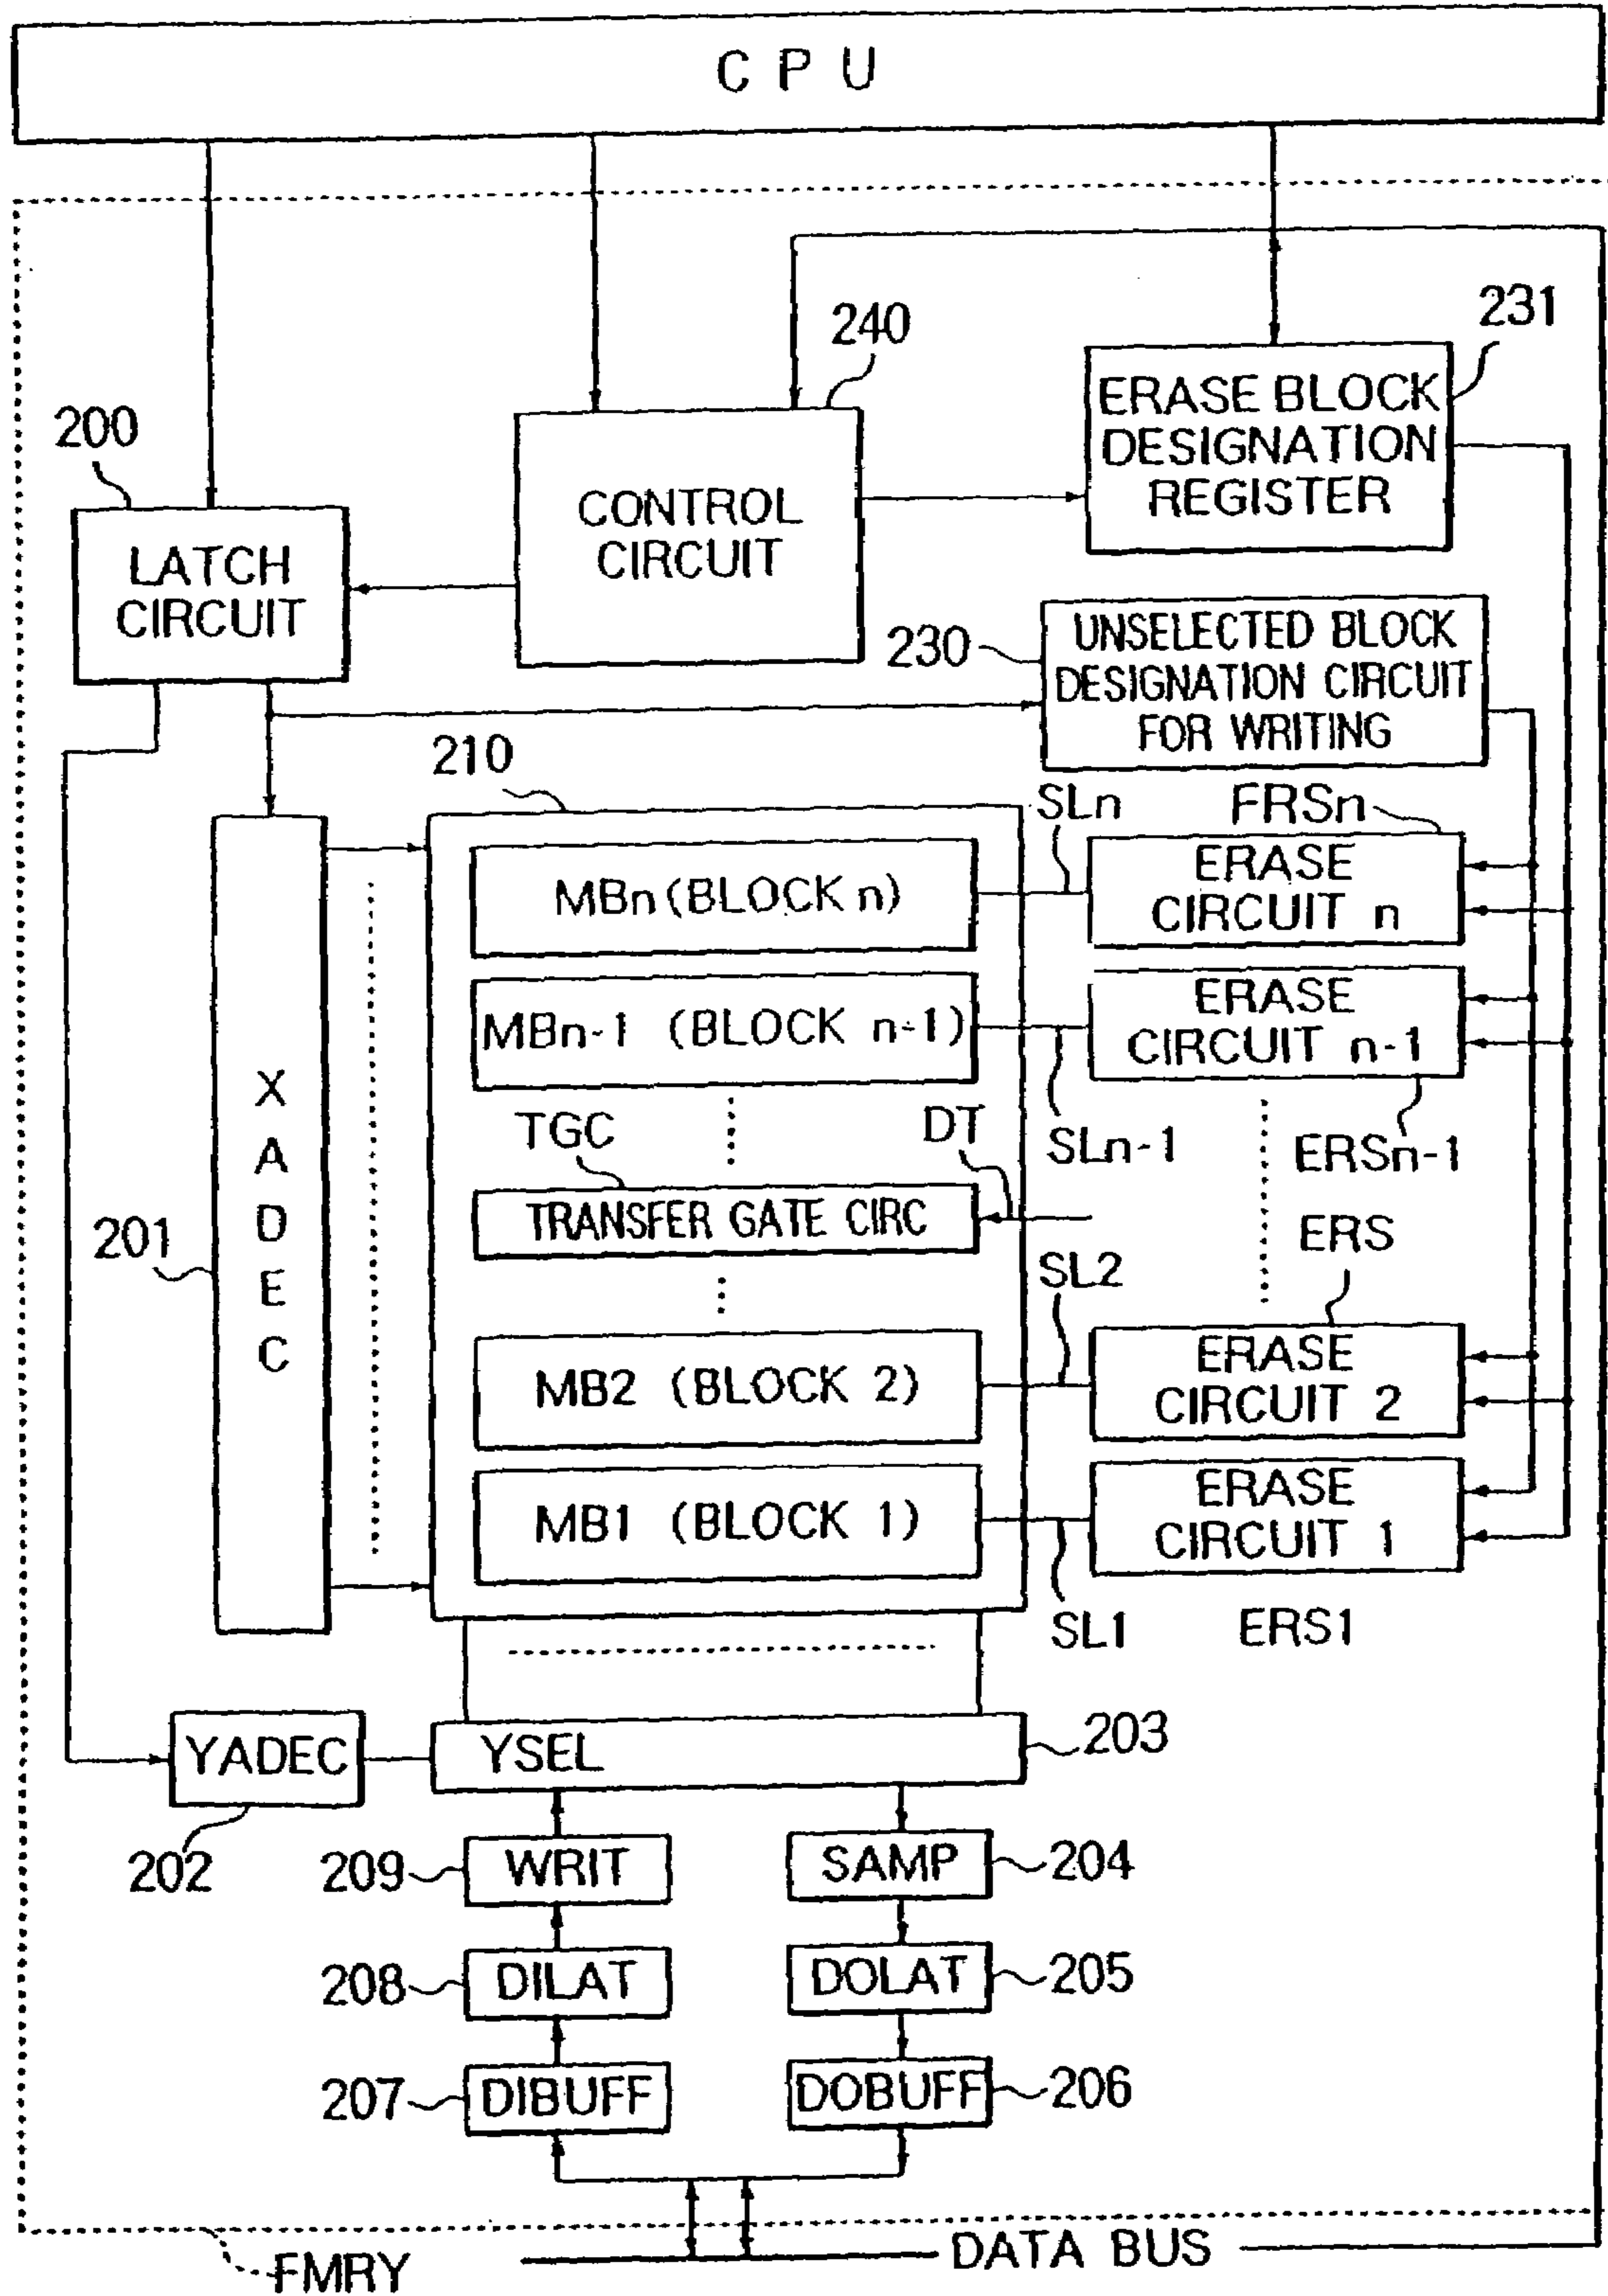 C P U
240
231
ERASE BLOCK
DESIGNATION
REGISTER
200
CONTROL
CIRCUIT
LATCH
CIRCUIT
230
UNSELECTED BLOCK
DESIGNATION CIRCUIT
FOR WRITING
210
SLn
FRSn
MBn (BLOCK n)
ERASE
CIRCUIT n
MBn-1 (BLOCK n-1)
ERASE
CIRCUIT n-1
X
A
D
E
C
TGC
DT
SLn-1
ERSn-1
201
TRANSFER GATE CIRC
ERS
SL2
MB2 (BLOCK 2)
ERASE
CIRCUIT 2
MB1 (BLOCK 1)
ERASE
CIRCUIT 1
SL1
ERS1
YADEC
YSEL
203
202
209
WRIT
SAMP
204
208
DILAT
DOLAT
205
207
DIBUFF
DOBUFF
206
FMRY
DATA BUS